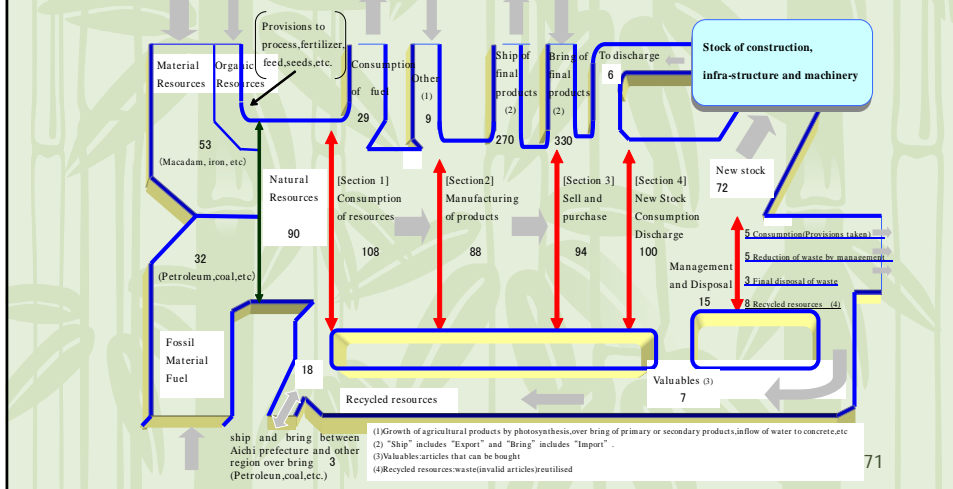 Provisions to
process,fertilizer,
feed,seeds,etc.
Material
Resources
Organic
Resources
Consumption
of fuel
29
Other
(1)
9
Ship of
final
products
(2)
270
Bring of
final
products
(2)
330
To discharge
6
Stock of construction,
infra-structure and machinery
53
(Macadam, iron, etc)
Natural
Resources
90
[Section 1]
Consumption
of resources
108
[Section2]
Manufacturing
of products
88
[Section 3]
Sell and
purchase
94
[Section 4]
New Stock
Consumption
Discharge
100
New stock
72
32
(Petroleum,coal,etc)
Management
and Disposal
15
5 Consumption(Provisions taken)
5 Reduction of waste by management
3 Final disposal of waste
8 Recycled resources (4)
Fossil
Material
Fuel
18
Recycled resources
Valuables (3)
7
ship and bring between
Aichi prefecture and other
region over bring 3
(Petroleun,coal,etc.)
(1)Growth of agricultural products by photosynthesis,over bring of primary or secondary products,inflow of water to concrete,etc
(2) "Ship" includes "Export" and "Bring" includes "Import".
(3)Valuables:articles that can be bought
(4)Recycled resources:waste(invalid articles)reutilised
71